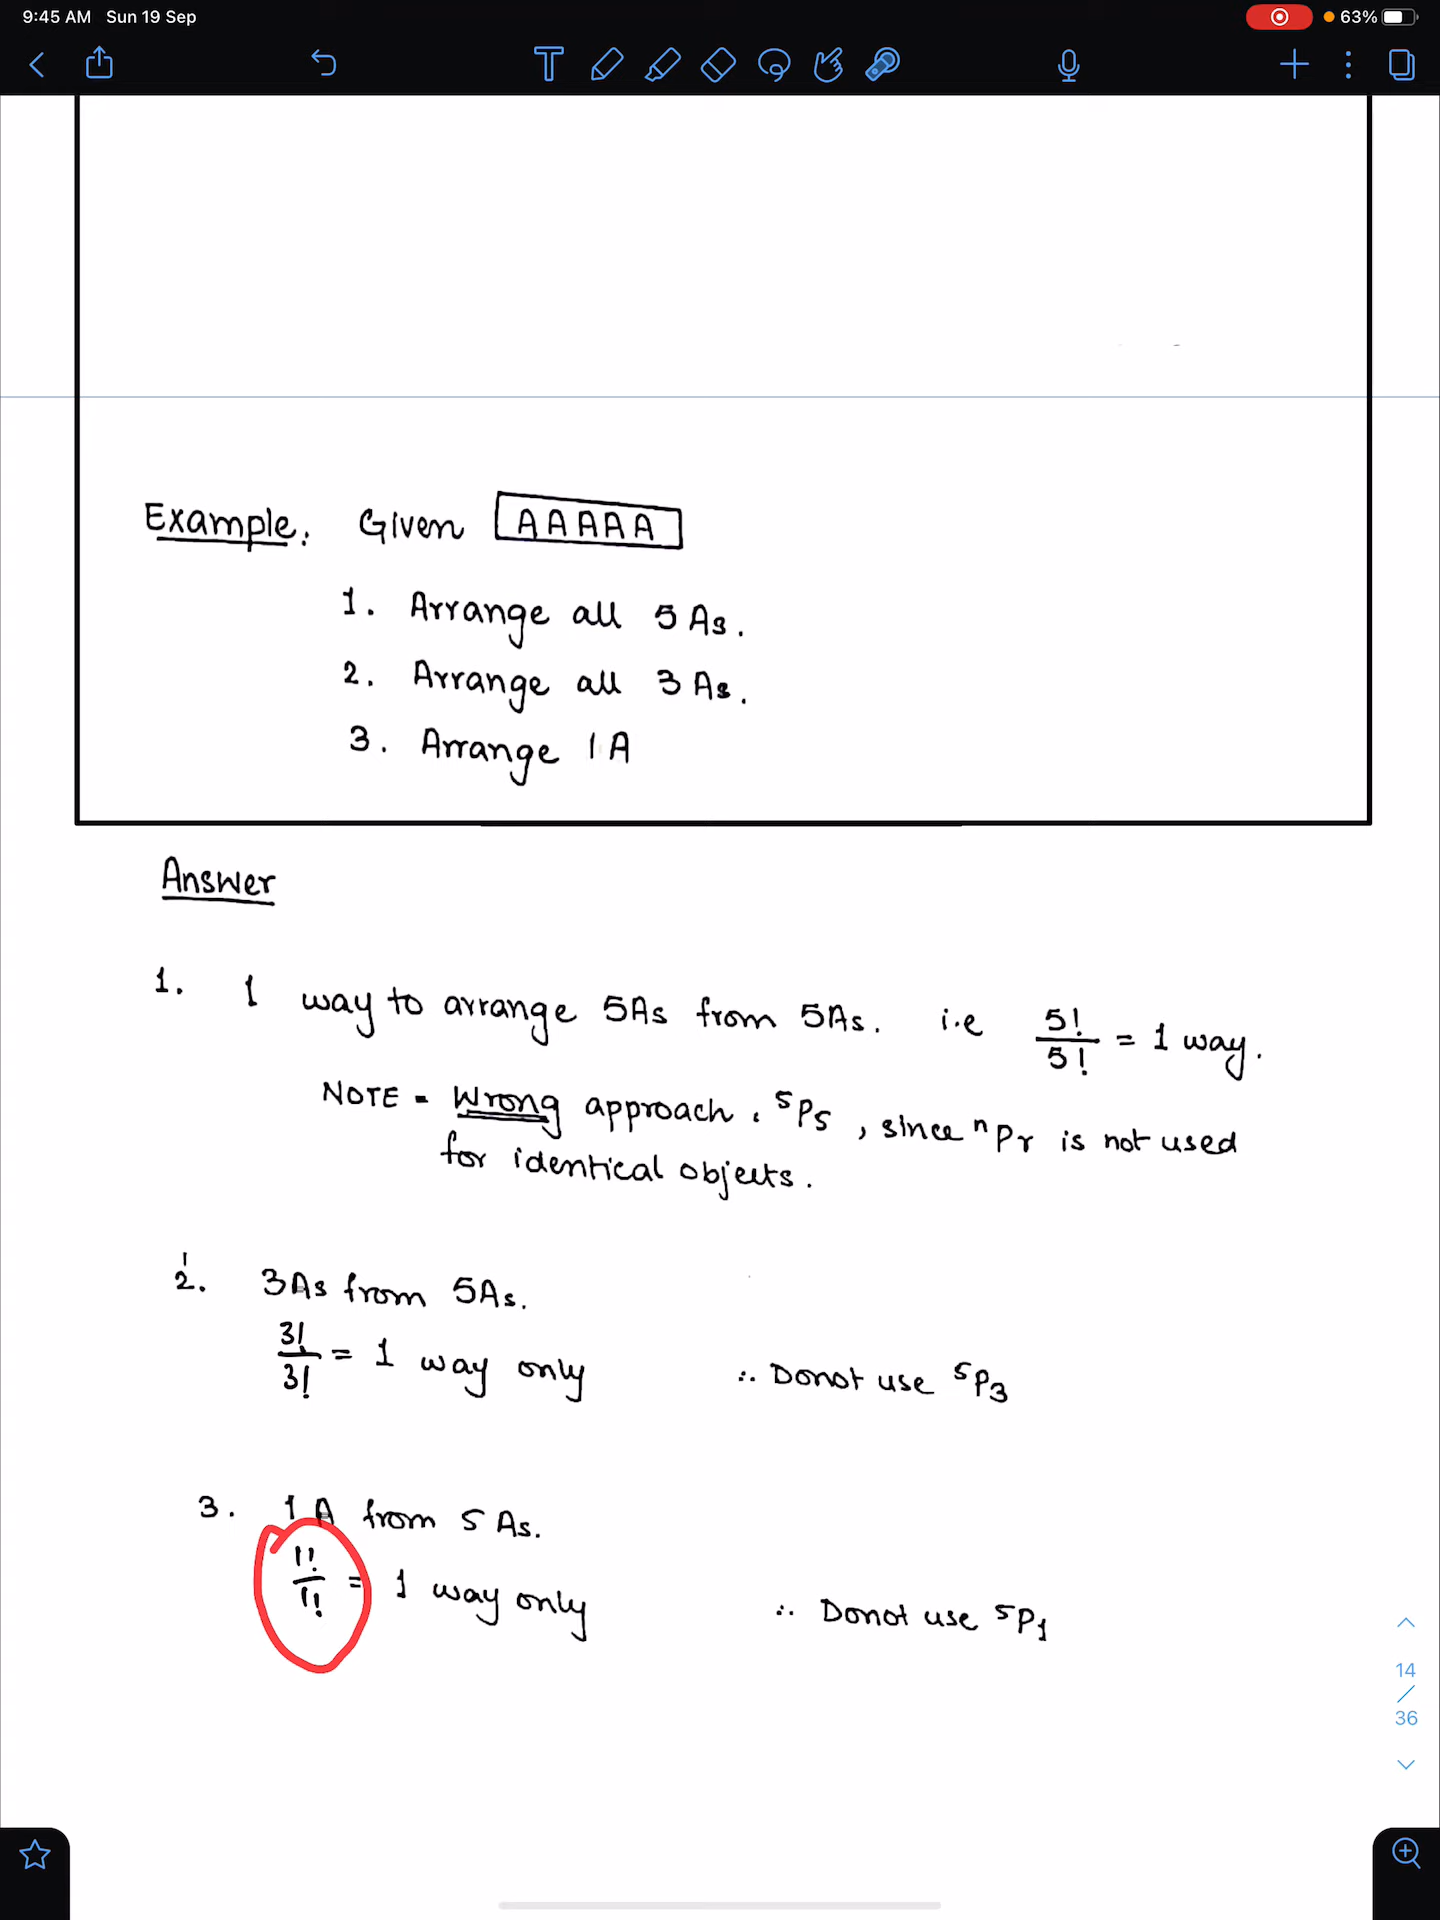 9:45 AM Sun 19 Sep 63%
Example. Given AAAAA
1. Arrange all 5 As.
2. Arrange all 3 As.
3. Arrange 1 A
Answer
1. 1 way to arrange 5As from 5As. i.e 5!/5! = 1 way.
NOTE - Wrong approach. ⁵P₅, since ⁿPr is not used
for identical objects.
2. 3As from 5As.
3!/3! = 1 way only ∴ Donot use ⁵P₃
3. 1 A from 5 As.
1!/1! = 1 way only ∴ Donot use ⁵P₁
14
/
36